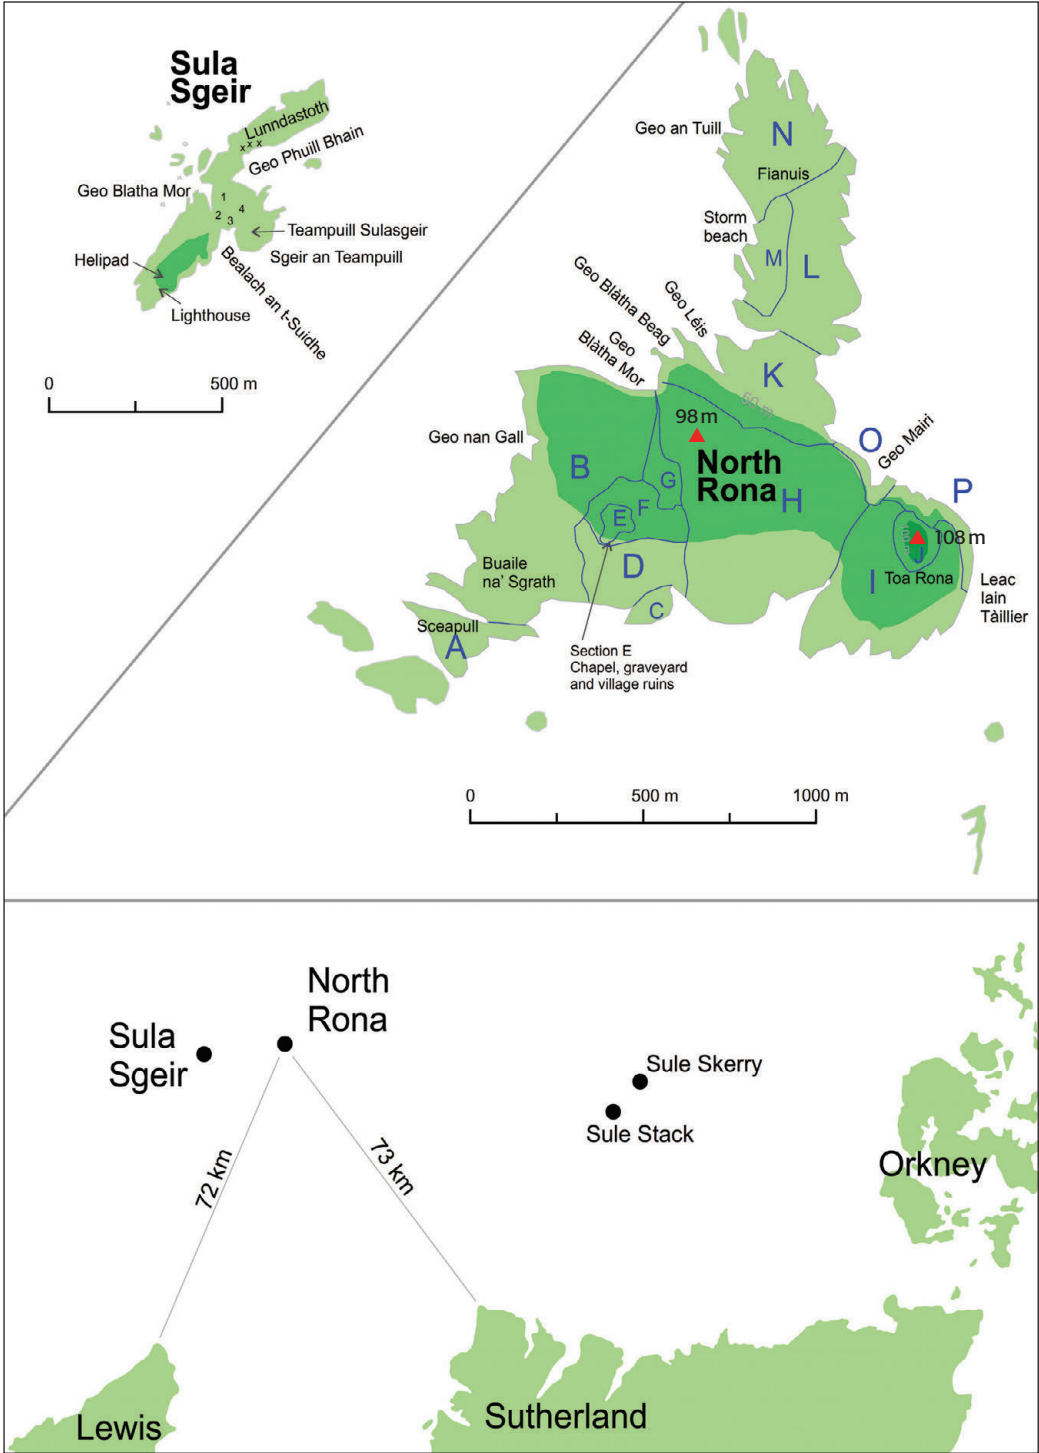 Sula
Sgeir
Lunndastoth
x x x
Geo Phuill Bhain
Geo Blatha Mor
1
2
3
4
Teampuill Sulasgeir
Sgeir an Teampuill
Helipad
Lighthouse
Bealach an t-Suidhe
0
500 m
Geo an Tuill
N
Fianuis
Storm
beach
M
L
Geo Blàtha Beag
Geo Léis
Geo
Blàtha Mor
K
60 m
98 m
North
Rona
Geo nan Gall
B
G
F
E
H
O
Geo Mairi
P
108 m
J
Toa Rona
I
Leac
Iain
Tàillier
Buaile
na' Sgrath
D
C
Sceapull
A
Section E
Chapel, graveyard
and village ruins
0
500 m
1000 m
North
Rona
Sula
Sgeir
Sule Skerry
Sule Stack
Orkney
72 km
73 km
Lewis
Sutherland